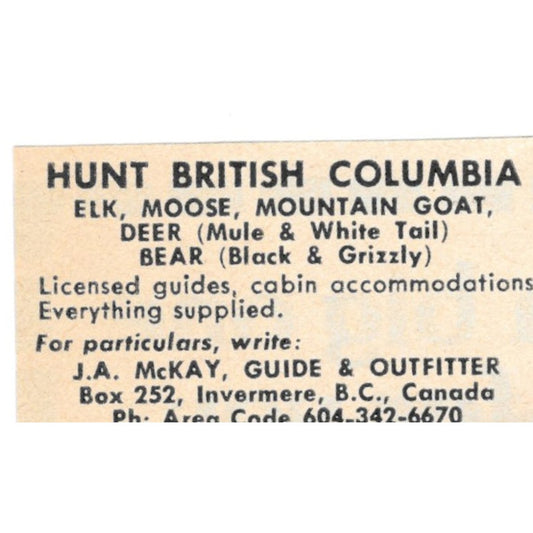 HUNT BRITISH COLUMBIA
ELK, MOOSE, MOUNTAIN GOAT,
DEER (Mule & White Tail)
BEAR (Black & Grizzly)
Licensed guides, cabin accommodations
Everything supplied.
For particulars, write:
J.A. McKAY, GUIDE & OUTFITTER
Box 252, Invermere, B.C., Canada
Ph: Area Code 604-342-6670